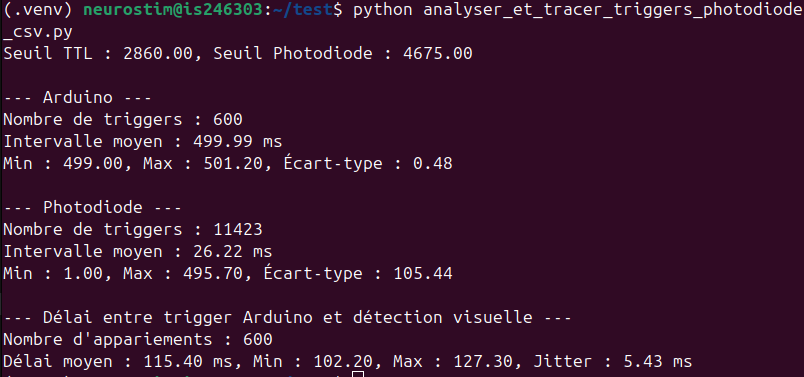 (.venv) neurostim@is246303:~/test$ python analyser_et_tracer_triggers_photodiode
_csv.py
Seuil TTL : 2860.00, Seuil Photodiode : 4675.00
--- Arduino ---
Nombre de triggers : 600
Intervalle moyen : 499.99 ms
Min : 499.00, Max : 501.20, Écart-type : 0.48
--- Photodiode ---
Nombre de triggers : 11423
Intervalle moyen : 26.22 ms
Min : 1.00, Max : 495.70, Écart-type : 105.44
--- Délai entre trigger Arduino et détection visuelle ---
Nombre d'appariements : 600
Délai moyen : 115.40 ms, Min : 102.20, Max : 127.30, Jitter : 5.43 ms